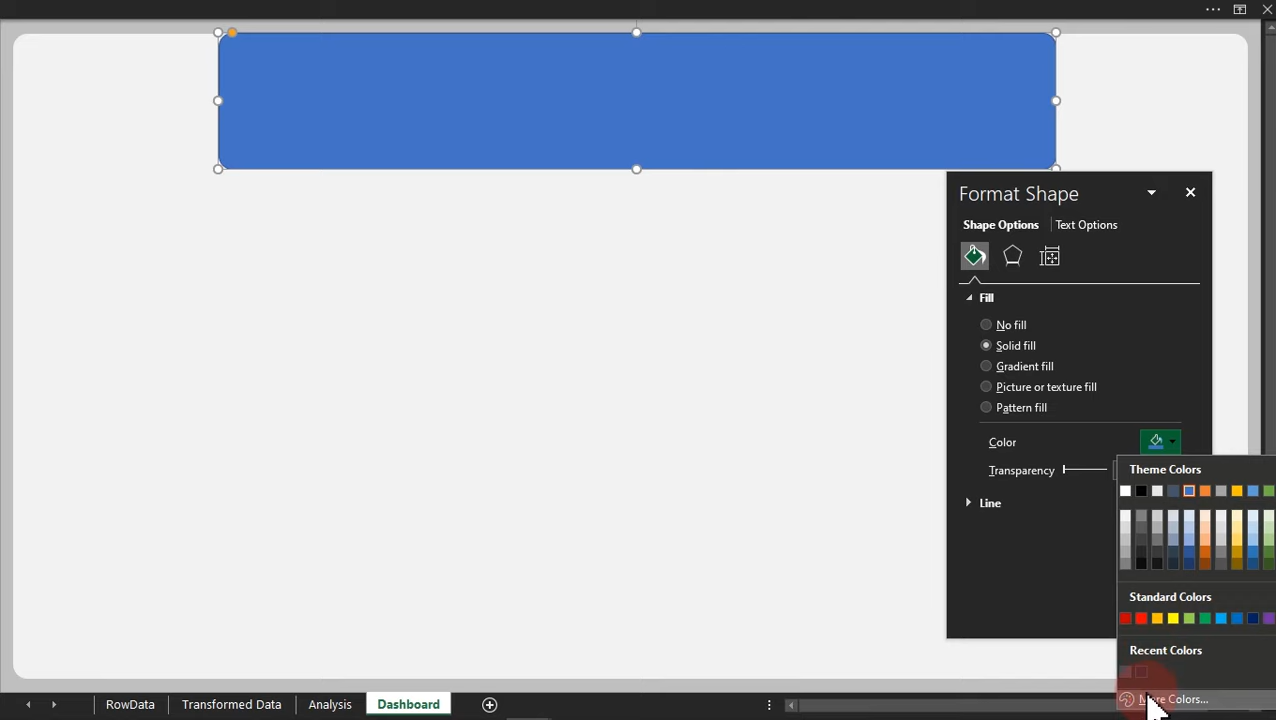 Format Shape
Shape Options Text Options
Fill
No fill
Solid fill
Gradient fill
Picture or texture fill
Pattern fill
Color
Transparency
Theme Colors
Line
Standard Colors
Recent Colors
More Colors...
RowData Transformed Data Analysis Dashboard